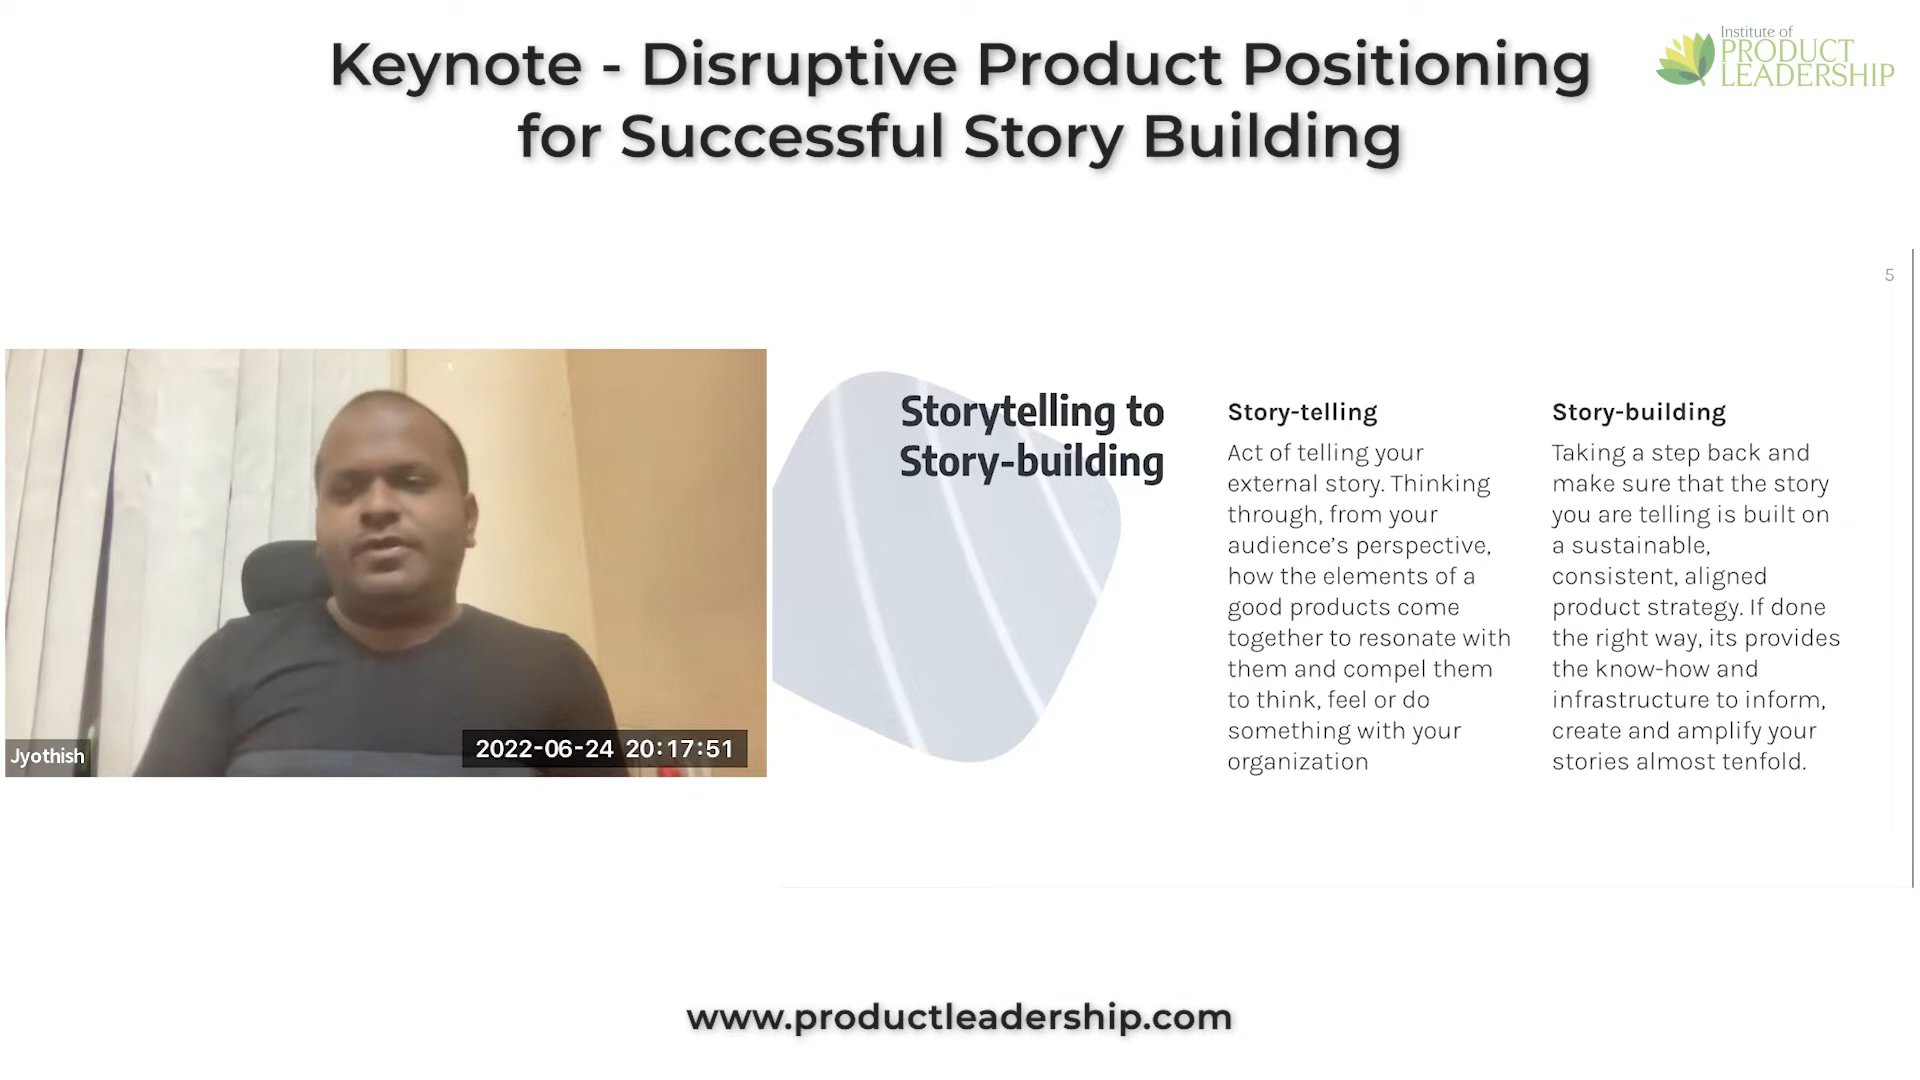 Keynote - Disruptive Product Positioning
for Successful Story Building
Institute of
PRODUCT
LEADERSHIP
5
Storytelling to
Story-building
Story-telling
Act of telling your
external story. Thinking
through, from your
audience’s perspective,
how the elements of a
good products come
together to resonate with
them and compel them
to think, feel or do
something with your
organization
Story-building
Taking a step back and
make sure that the story
you are telling is built on
a sustainable,
consistent, aligned
product strategy. If done
the right way, its provides
the know-how and
infrastructure to inform,
create and amplify your
stories almost tenfold.
Jyothish
2022-06-24 20:17:51
www.productleadership.com